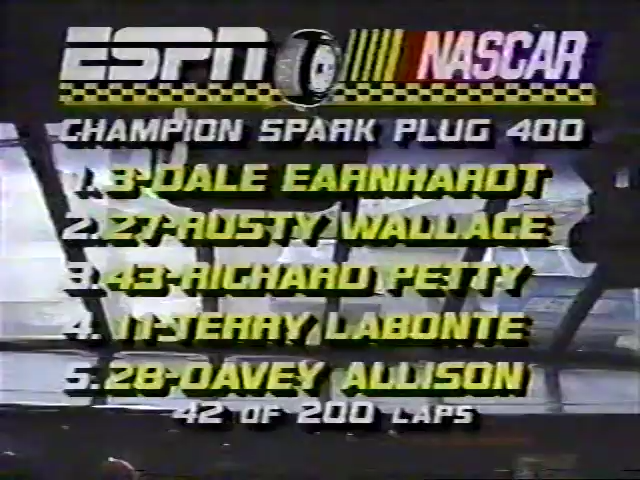 ESPN NASCAR
CHAMPION SPARK PLUG 400
1. 3-DALE EARNHARDT
2. 27-RUSTY WALLACE
3. 43-RICHARD PETTY
4. 11-TERRY LABONTE
5. 28-DAVEY ALLISON
42 OF 200 LAPS